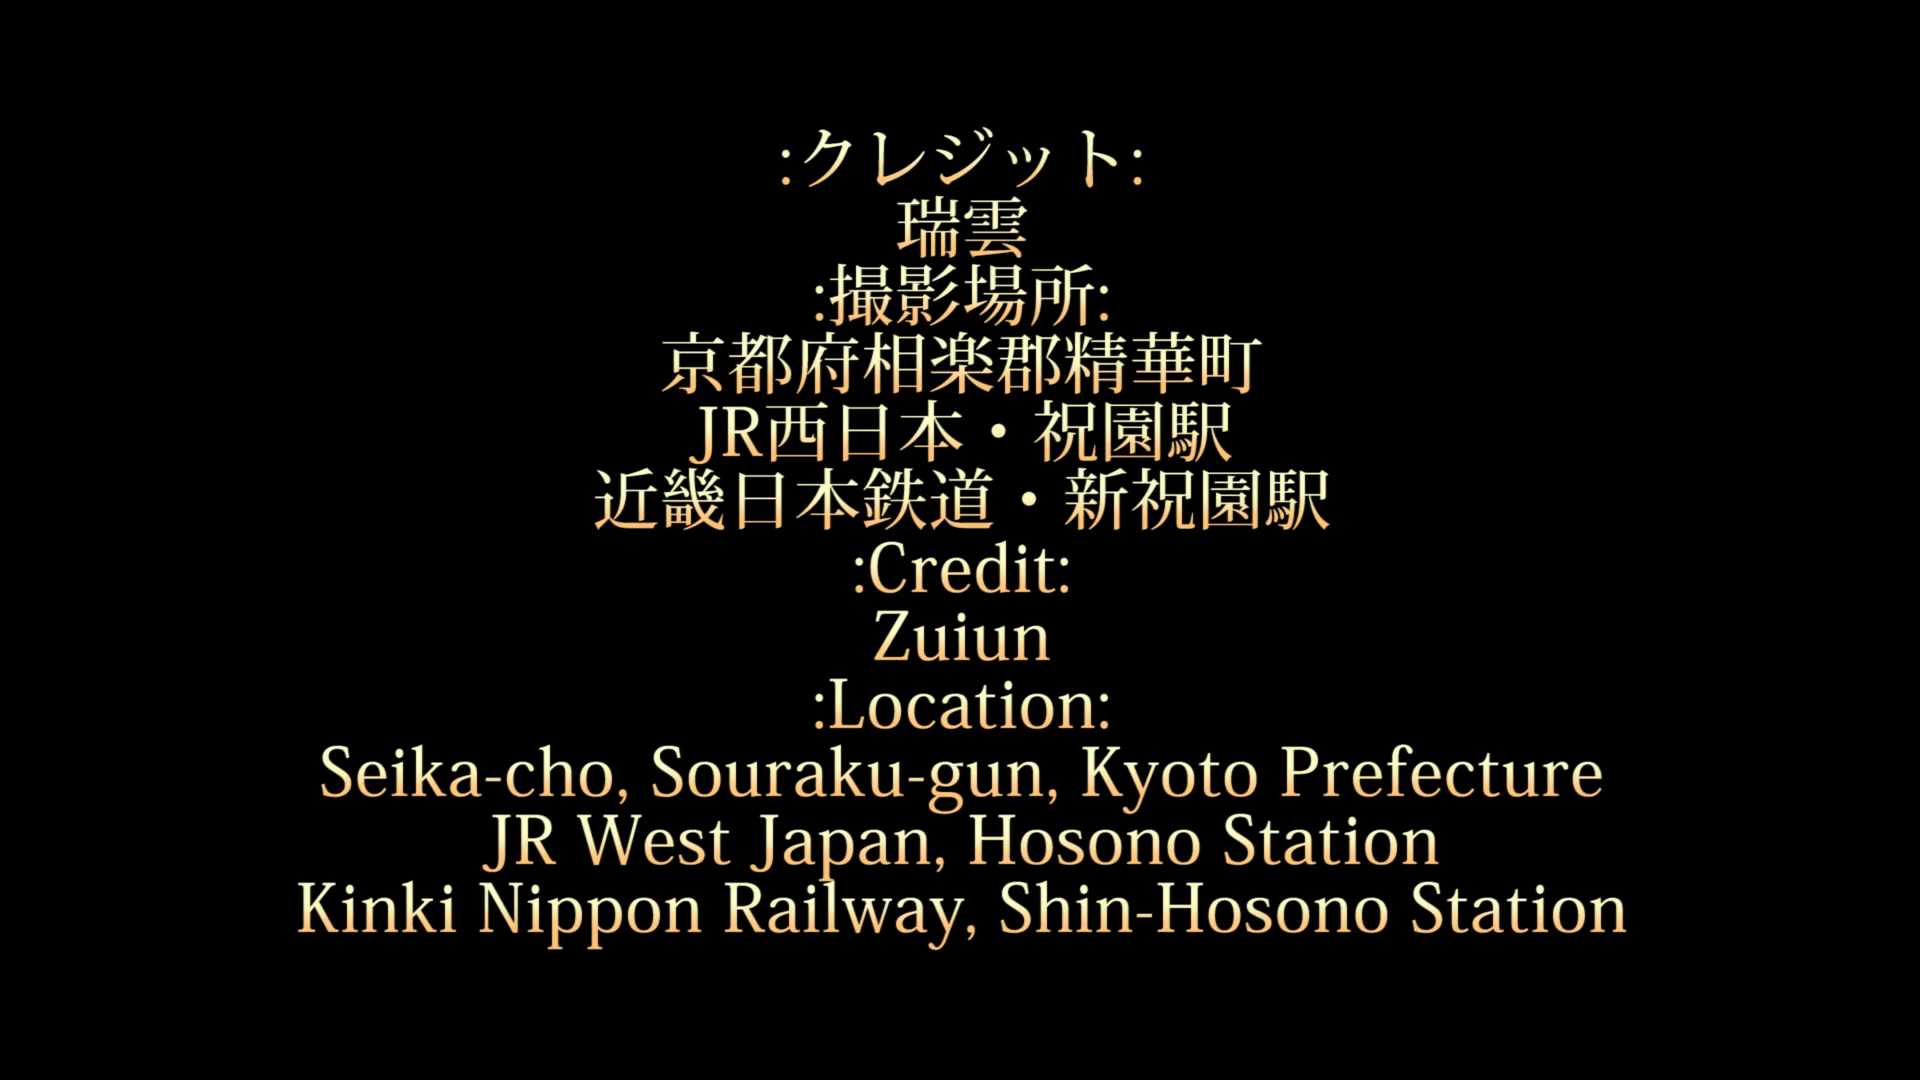 :クレジット:
瑞雲
:撮影場所:
京都府相楽郡精華町
JR西日本・祝園駅
近畿日本鉄道・新祝園駅
:Credit:
Zuiun
:Location:
Seika-cho, Souraku-gun, Kyoto Prefecture
JR West Japan, Hosono Station
Kinki Nippon Railway, Shin-Hosono Station